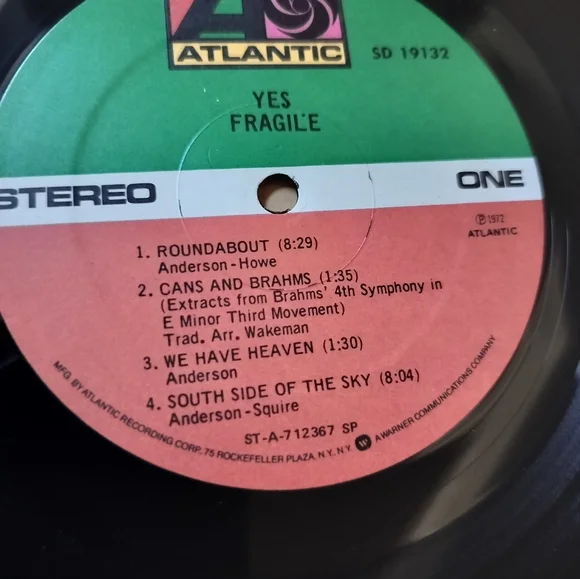 ATLANTIC
SD 19132
YES
FRAGILE
STEREO
ONE
℗ 1972
ATLANTIC
1. ROUNDABOUT (8:29)
Anderson-Howe
2. CANS AND BRAHMS (1:35)
(Extracts from Brahms' 4th Symphony in
E Minor Third Movement)
Trad. Arr. Wakeman
3. WE HAVE HEAVEN (1:30)
Anderson
4. SOUTH SIDE OF THE SKY (8:04)
Anderson-Squire
ST-A-712367 SP
MFG. BY ATLANTIC RECORDING CORP. 75 ROCKEFELLER PLAZA, N.Y. N.Y. W A WARNER COMMUNICATIONS COMPANY